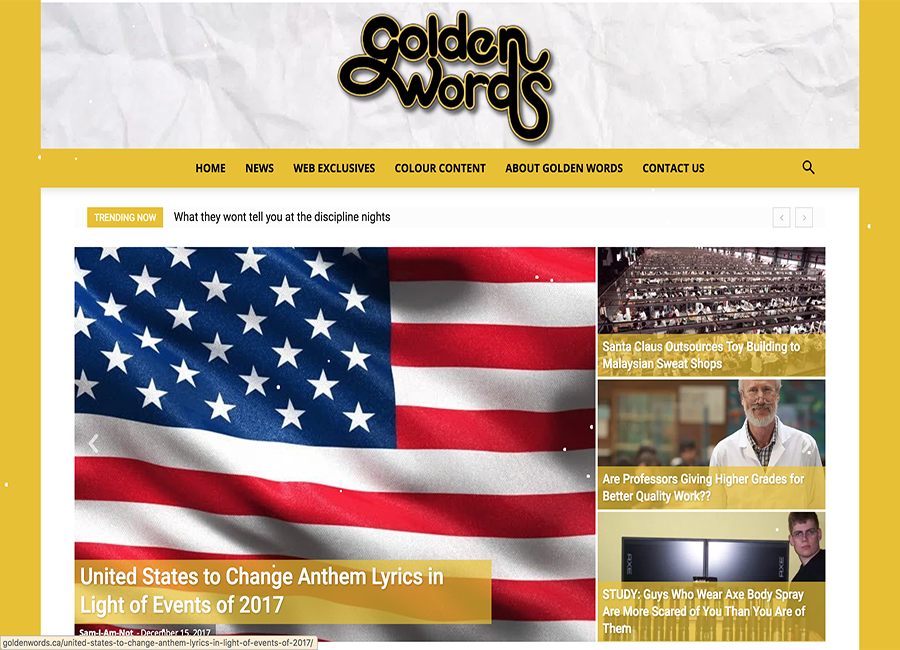 Golden
Words
HOME NEWS WEB EXCLUSIVES COLOUR CONTENT ABOUT GOLDEN WORDS CONTACT US
TRENDING NOW What they wont tell you at the discipline nights
United States to Change Anthem Lyrics in
Light of Events of 2017
Sam-I-Am-Not - December 15, 2017
Santa Claus Outsources Toy Building to
Malaysian Sweat Shops
Are Professors Giving Higher Grades for
Better Quality Work??
AXE
AXE
STUDY: Guys Who Wear Axe Body Spray
Are More Scared of You Than You Are of
Them
goldenwords.ca/united-states-to-change-anthem-lyrics-in-light-of-events-of-2017/